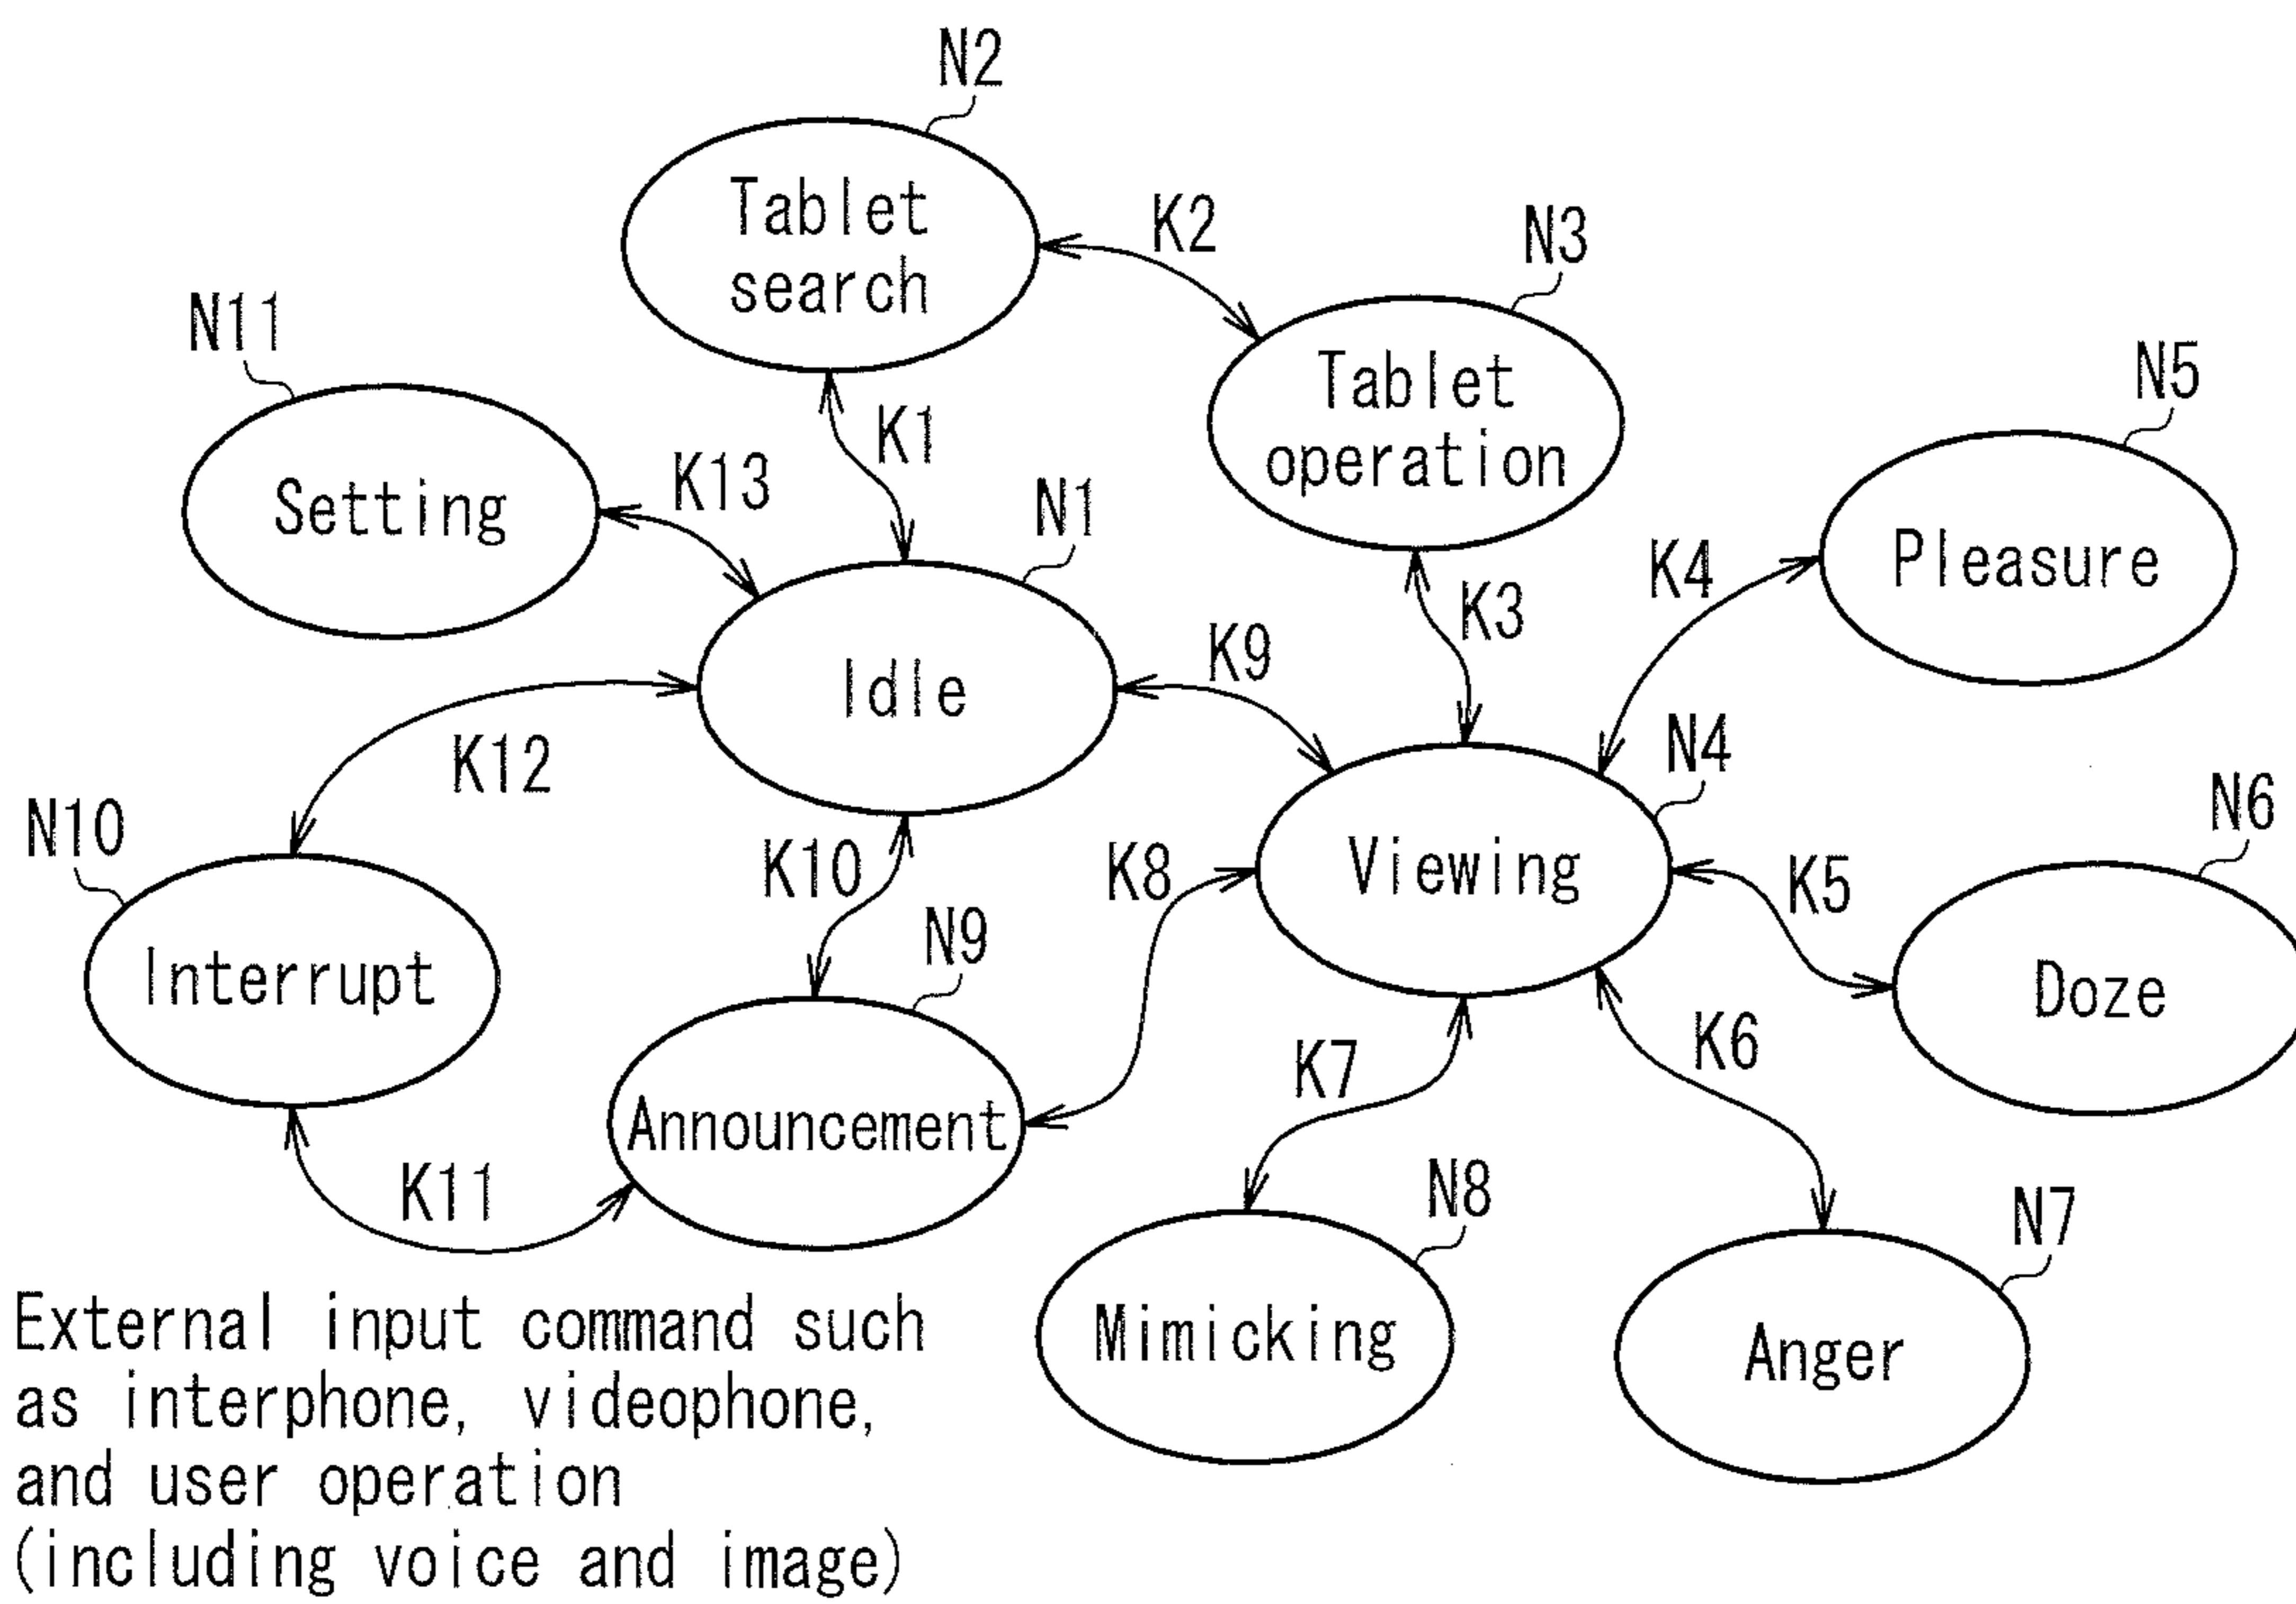 N2
Tablet
search
K2
N3
Tablet
operation
N11
Setting
K13
K1
N1
Idle
N5
Pleasure
K4
K3
K9
N4
Viewing
K12
N10
Interrupt
K10
K8
N9
Announcement
K11
K5
N6
Doze
K6
K7
N8
Mimicking
N7
Anger
External input command such
as interphone, videophone,
and user operation
(including voice and image)